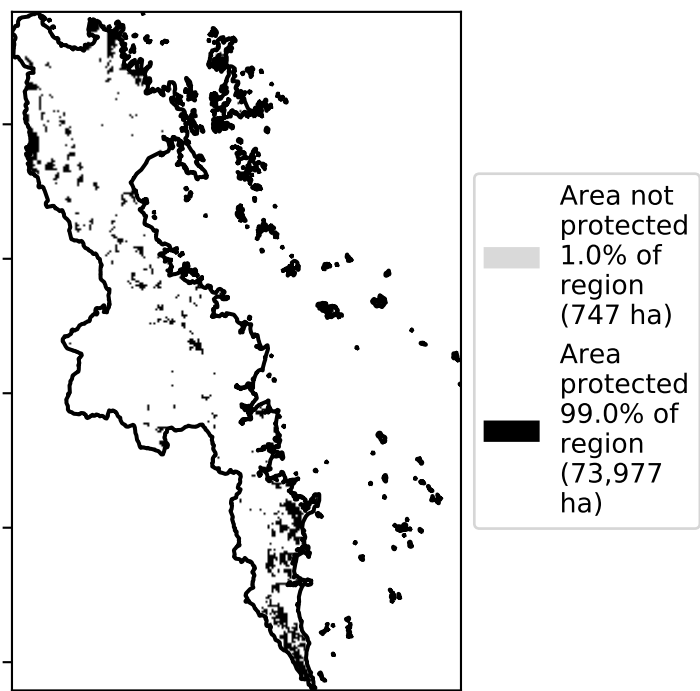 Area not
protected
1.0% of
region
(747 ha)
Area
protected
99.0% of
region
(73,977
ha)